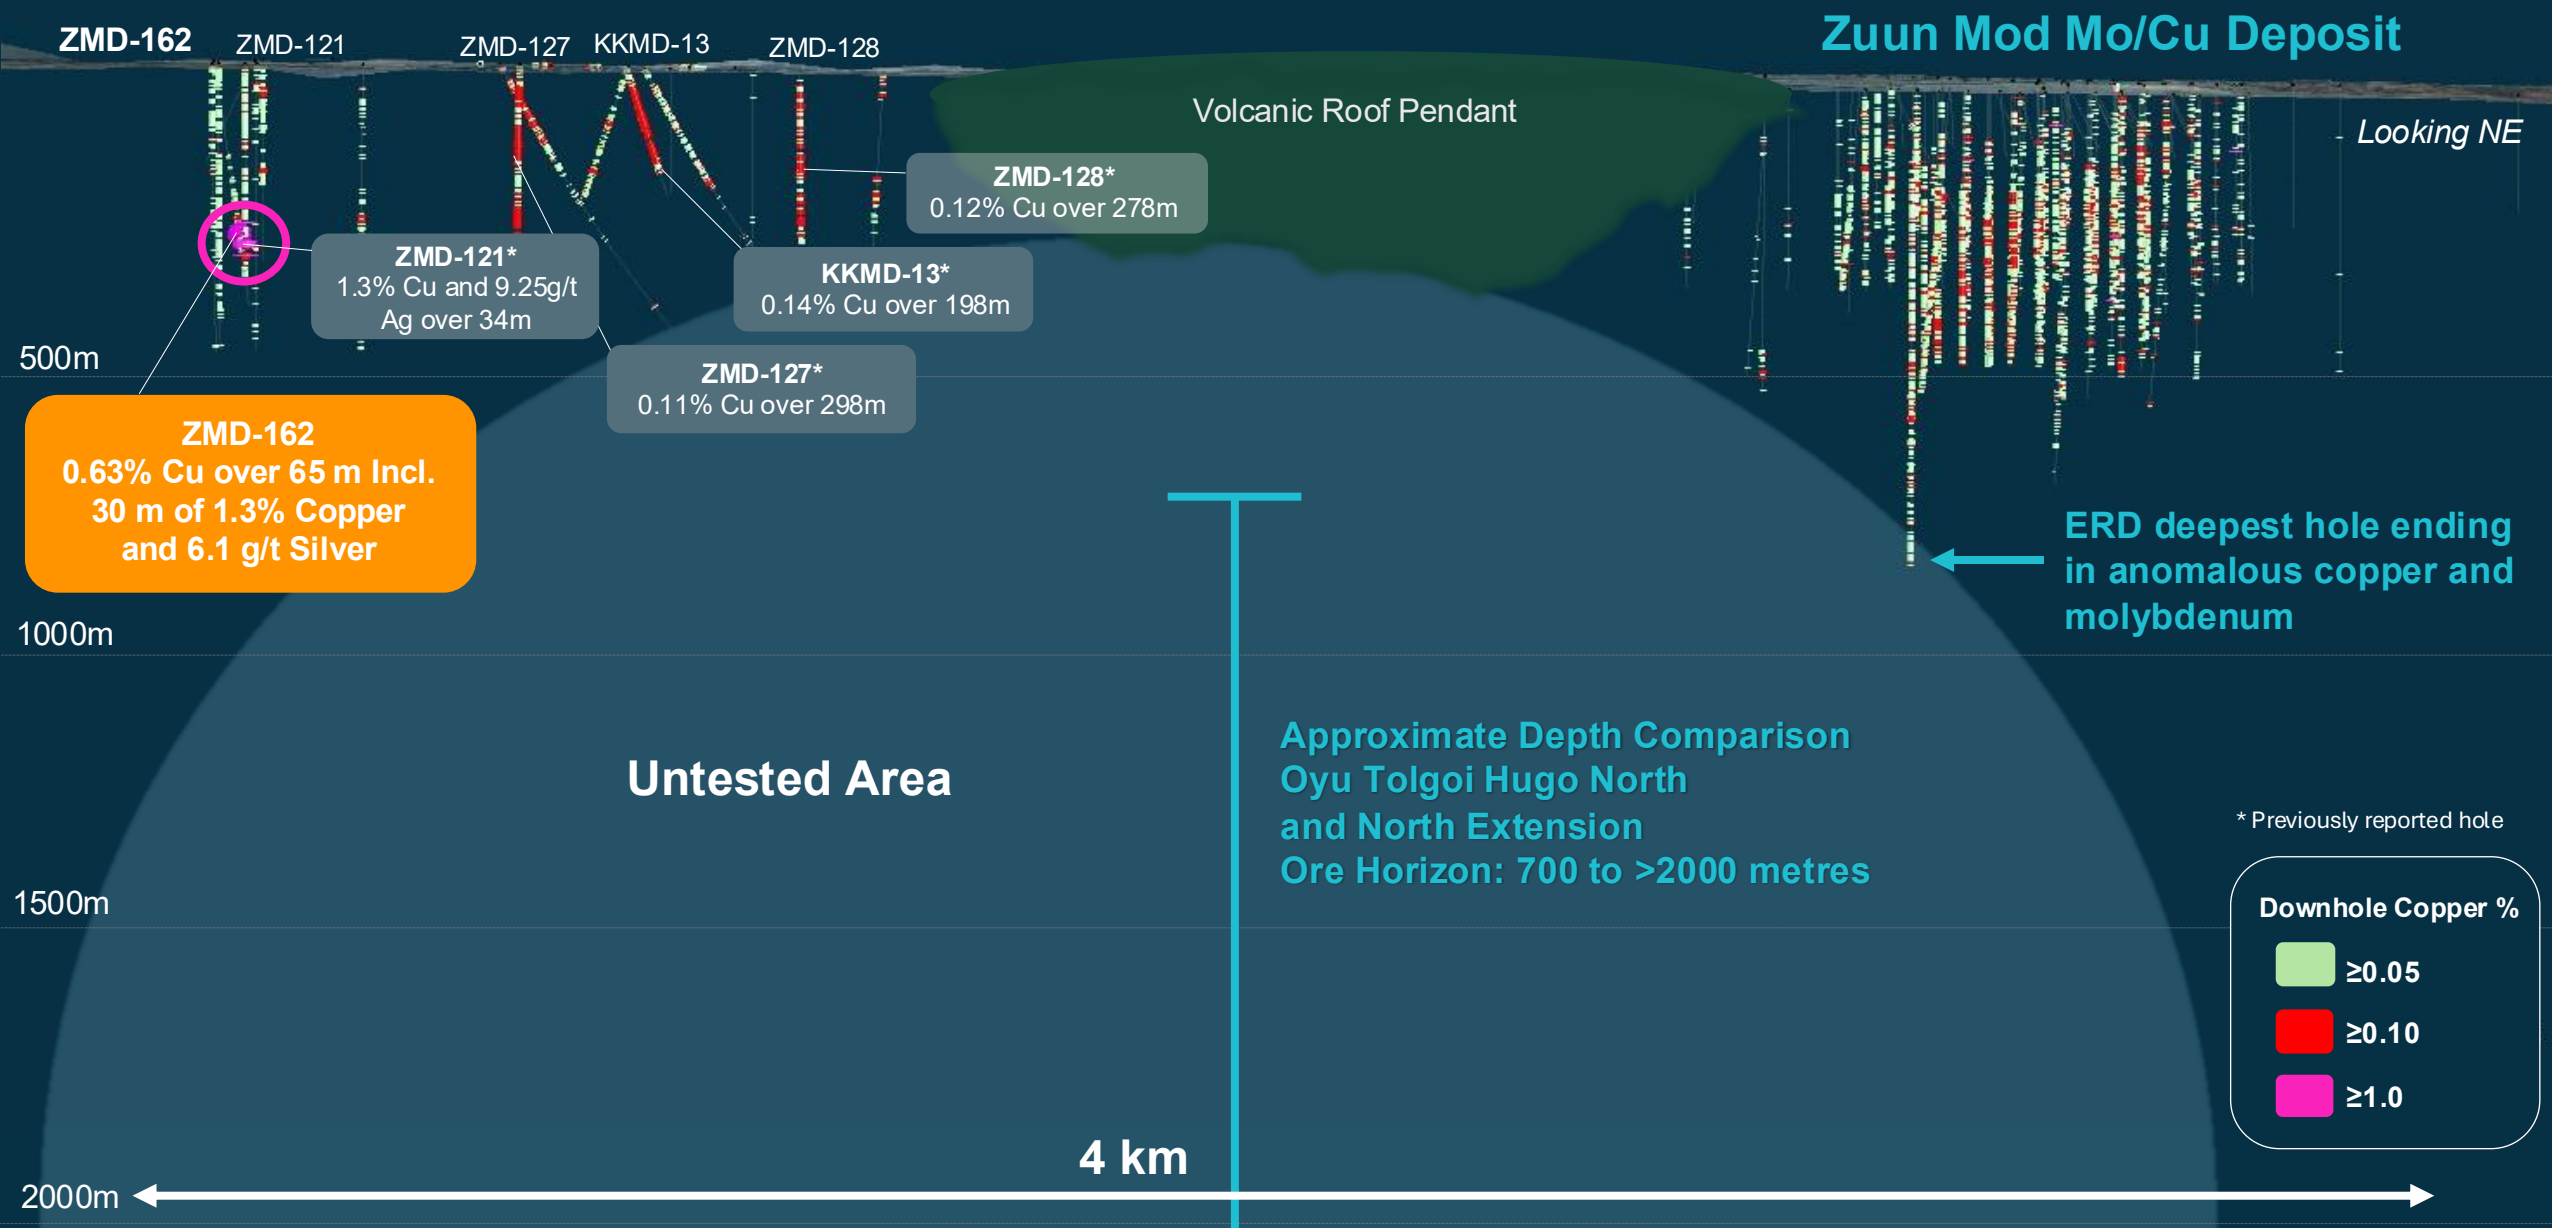 ZMD-162
ZMD-121
ZMD-127
KKMD-13
ZMD-128
Zuun Mod Mo/Cu Deposit
Volcanic Roof Pendant
Looking NE
ZMD-128*
0.12% Cu over 278m
ZMD-121*
1.3% Cu and 9.25g/t
Ag over 34m
KKMD-13*
0.14% Cu over 198m
500m
ZMD-127*
0.11% Cu over 298m
ZMD-162
0.63% Cu over 65 m Incl.
30 m of 1.3% Copper
and 6.1 g/t Silver
ERD deepest hole ending
in anomalous copper and
molybdenum
1000m
Untested Area
Approximate Depth Comparison
Oyu Tolgoi Hugo North
and North Extension
Ore Horizon: 700 to >2000 metres
* Previously reported hole
1500m
Downhole Copper %
≥0.05
≥0.10
≥1.0
4 km
2000m